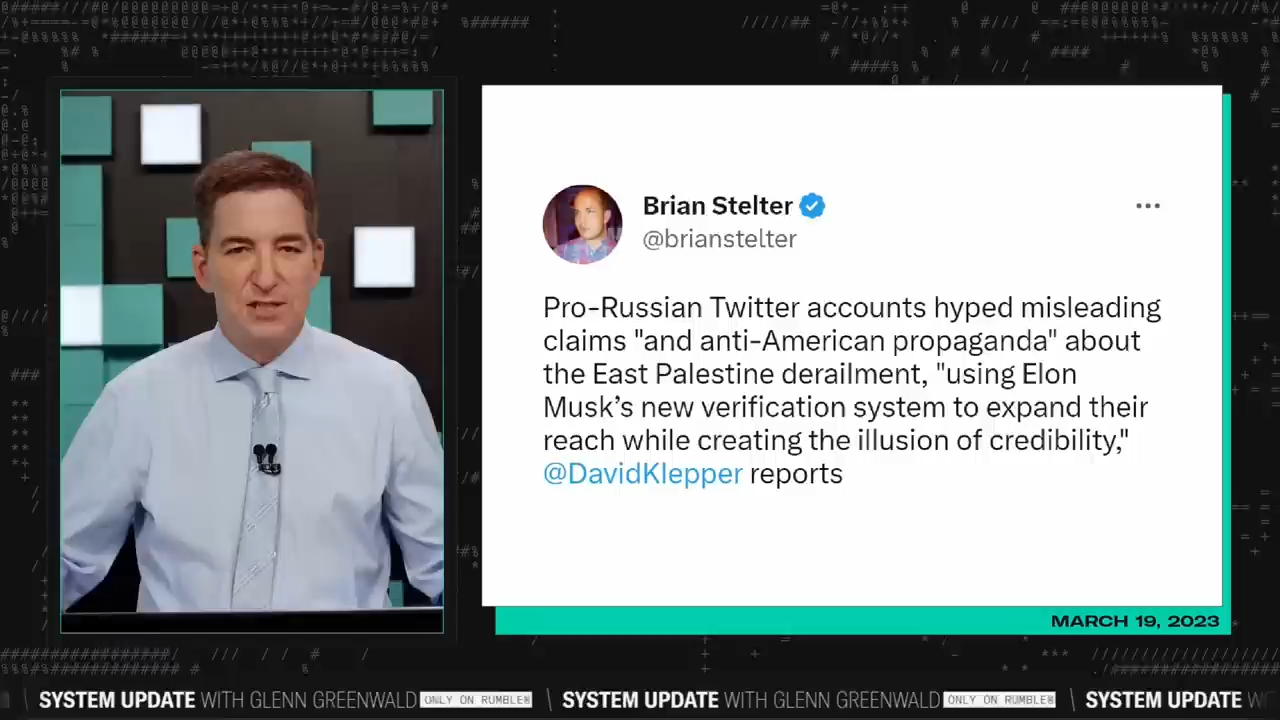 Brian Stelter
@brianstelter
Pro-Russian Twitter accounts hyped misleading
claims "and anti-American propaganda" about
the East Palestine derailment, "using Elon
Musk’s new verification system to expand their
reach while creating the illusion of credibility,"
@DavidKlepper reports
MARCH 19, 2023
SYSTEM UPDATE WITH GLENN GREENWALD ONLY ON RUMBLE SYSTEM UPDATE WITH GLENN GREENWALD ONLY ON RUMBLE SYSTEM UPDATE